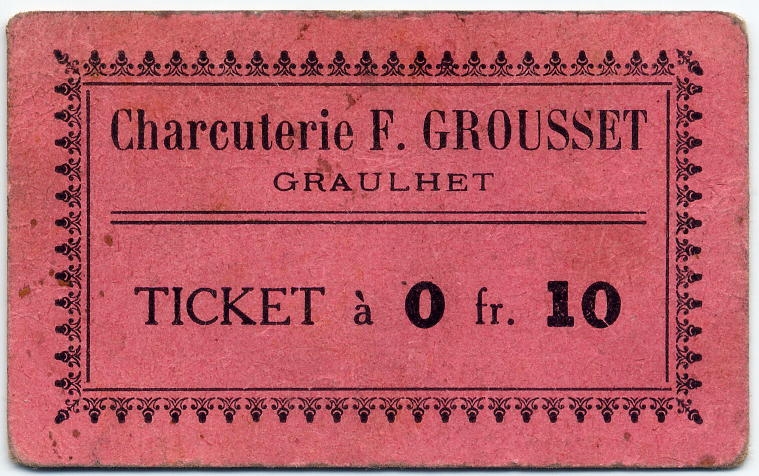 Charcuterie F. GROUSSET
GRAULHET
TICKET à 0 fr. 10